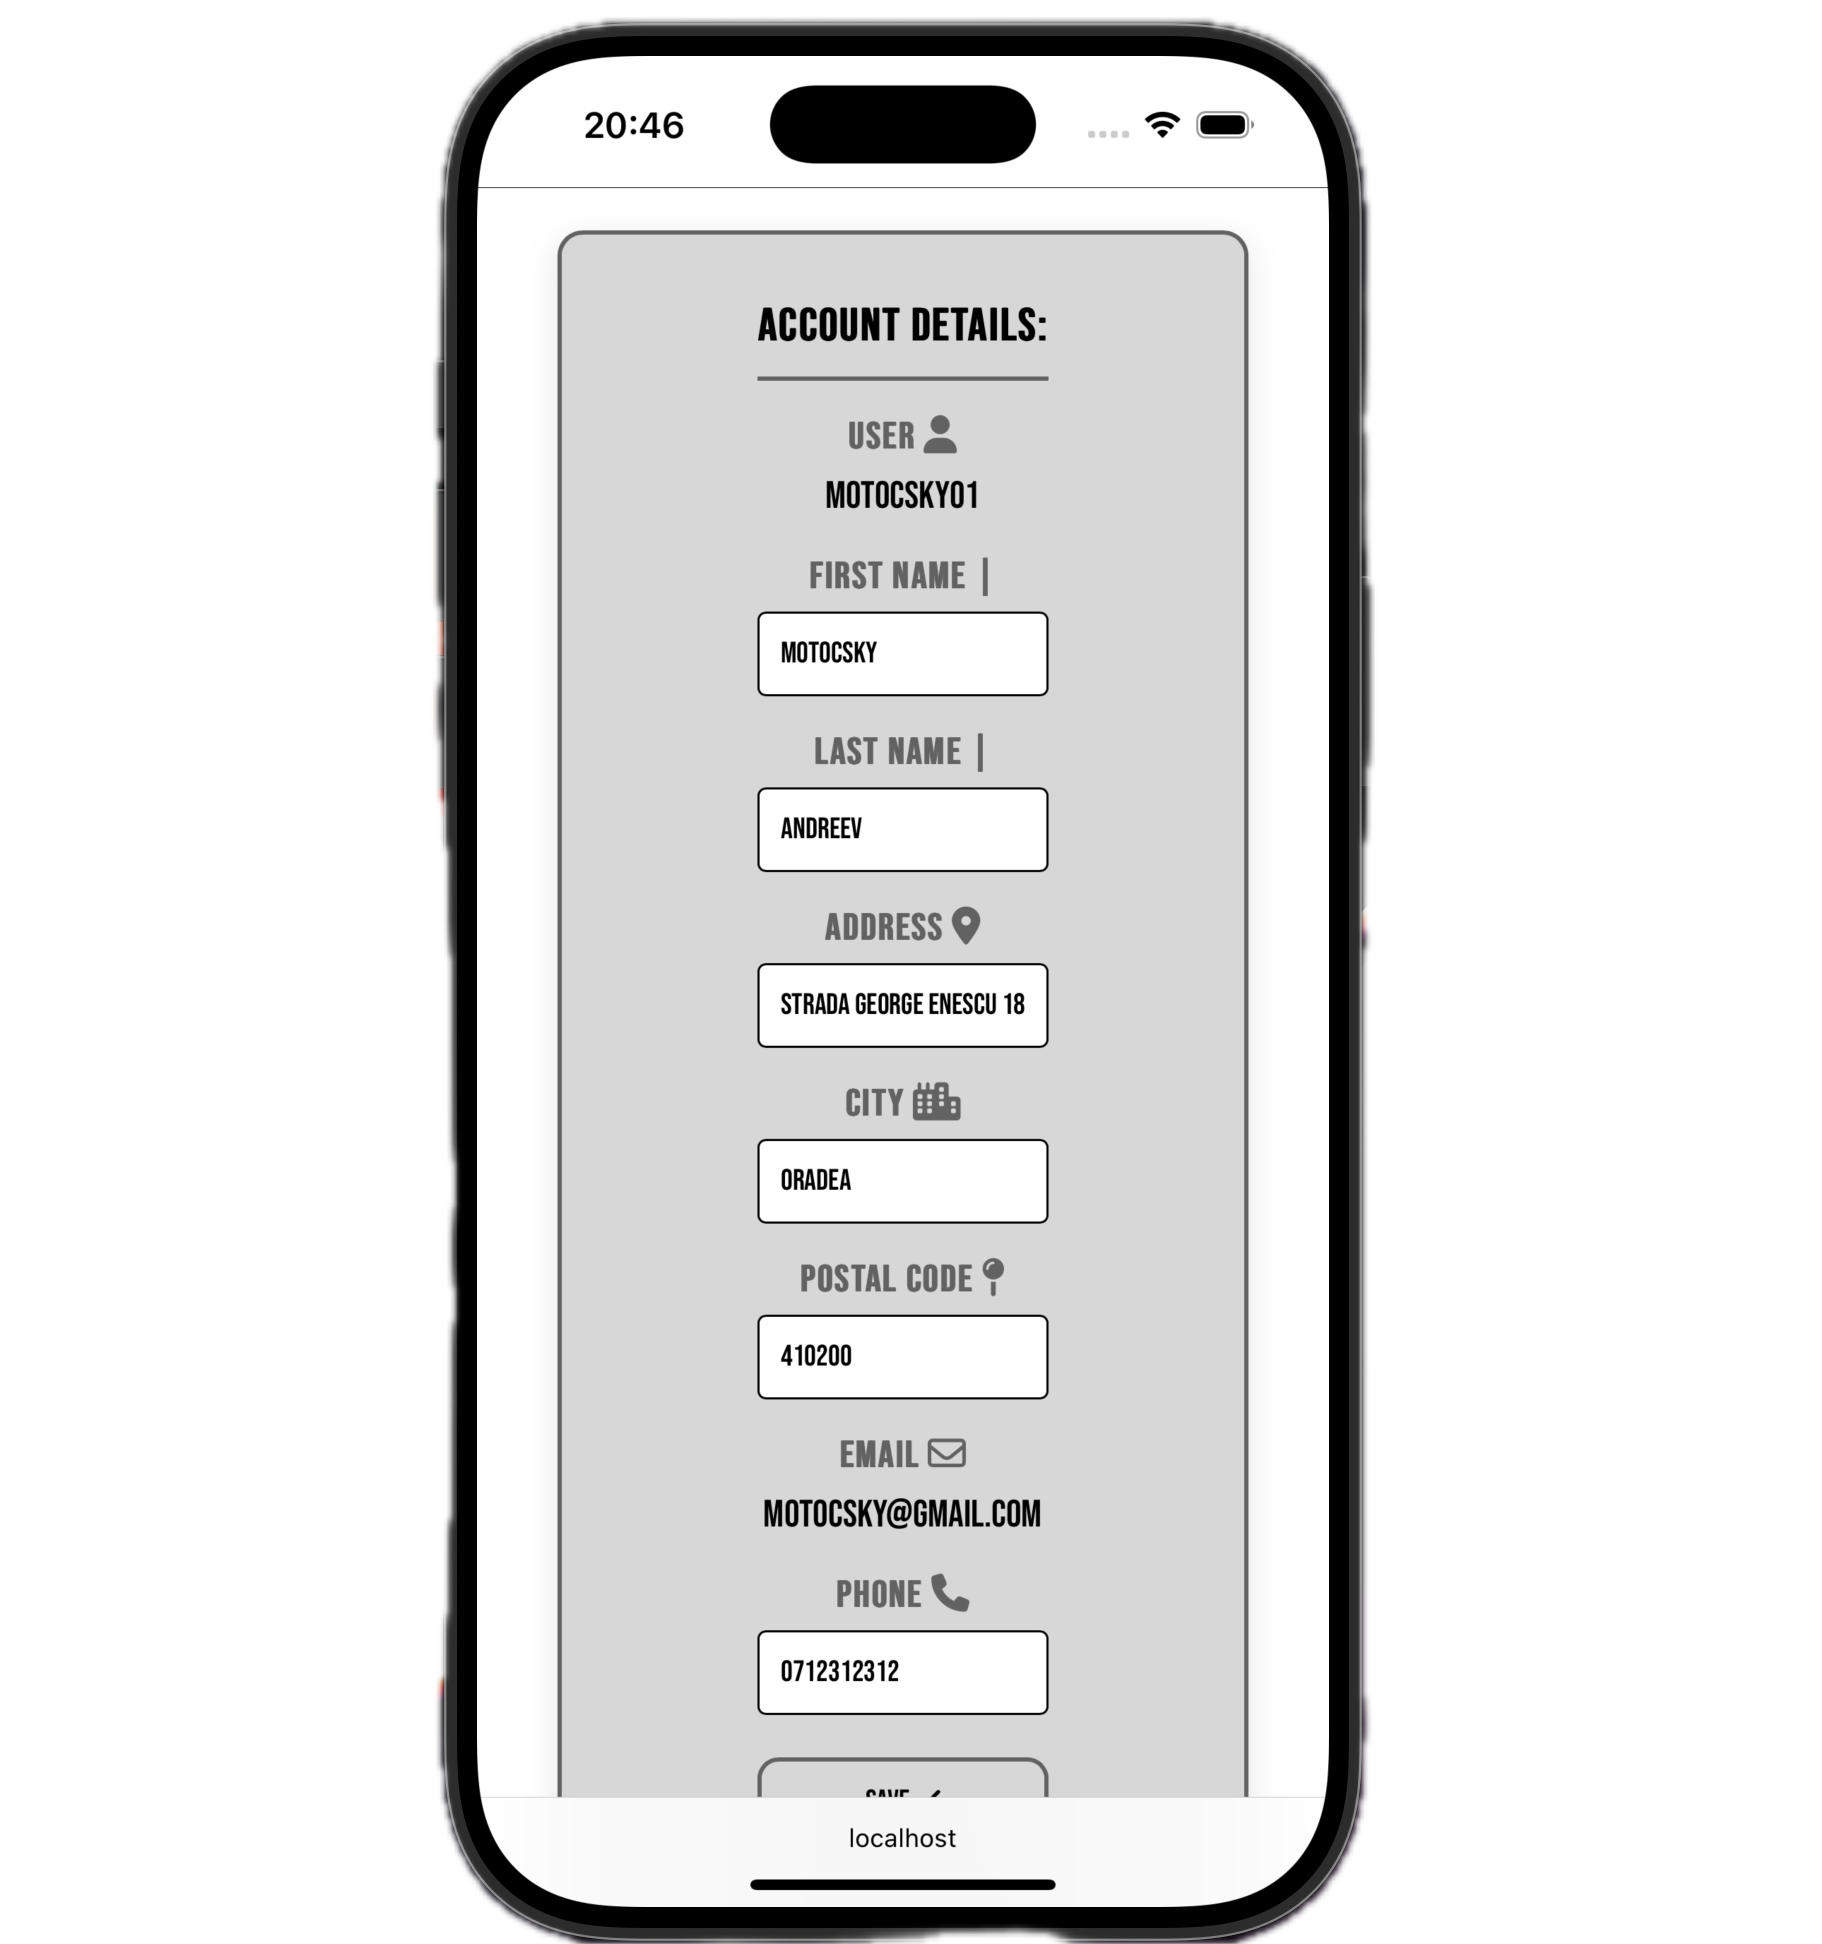 20:46
ACCOUNT DETAILS:
USER
MOTOCSKY01
FIRST NAME |
MOTOCSKY
LAST NAME |
ANDREEV
ADDRESS
STRADA GEORGE ENESCU 18
CITY
ORADEA
POSTAL CODE
410200
EMAIL
MOTOCSKY@GMAIL.COM
PHONE
0712312312
SAVE
localhost